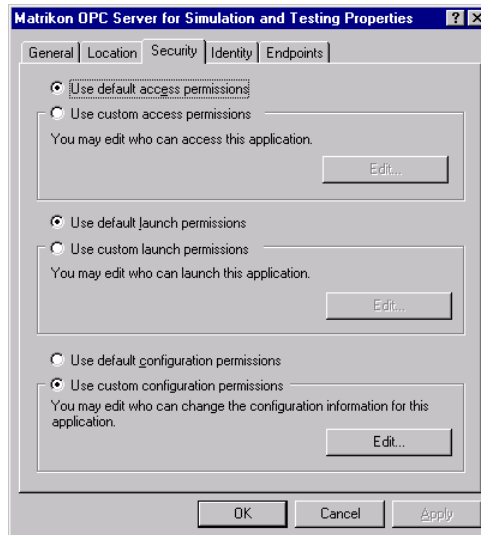 Matrikon OPC Server for Simulation and Testing Properties
General Location Security Identity Endpoints
Use default access permissions
Use custom access permissions
You may edit who can access this application.
Edit...
Use default launch permissions
Use custom launch permissions
You may edit who can launch this application.
Edit...
Use default configuration permissions
Use custom configuration permissions
You may edit who can change the configuration information for this
application.
Edit...
OK Cancel Apply